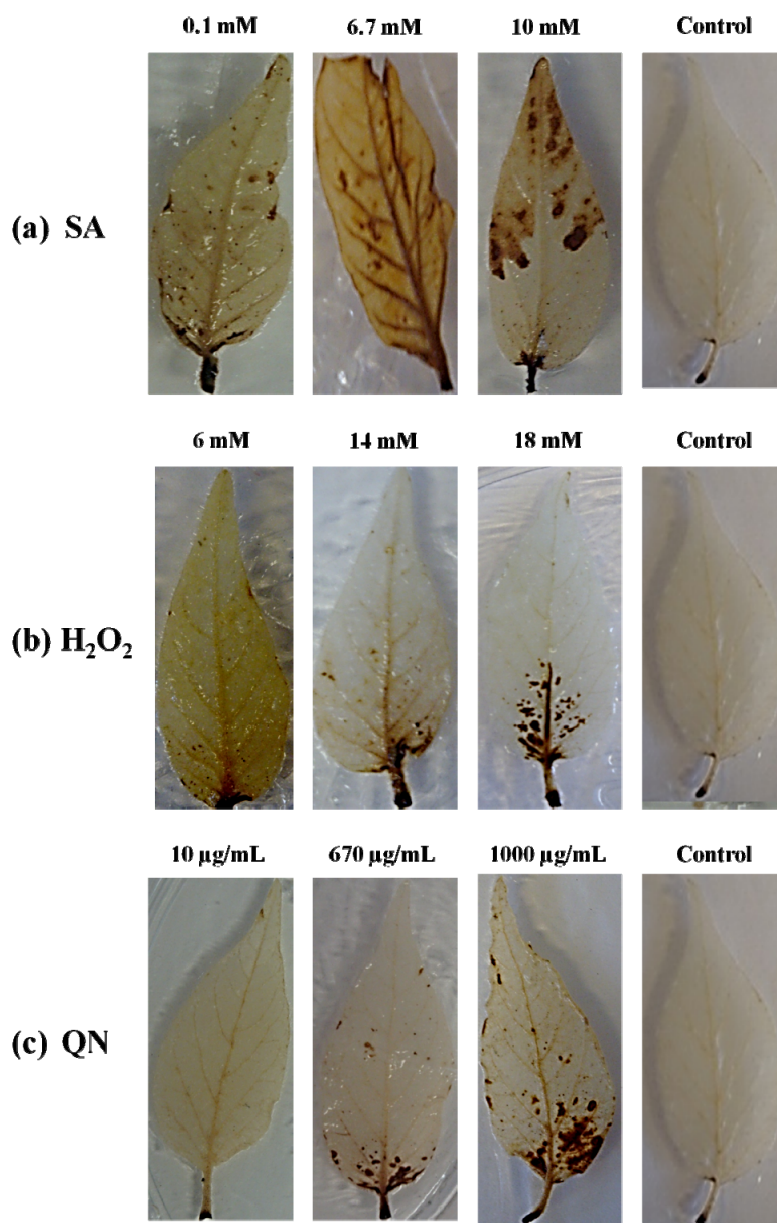 0.1 mM 6.7 mM 10 mM Control
(a) SA
6 mM 14 mM 18 mM Control
(b) H₂O₂
10 µg/mL 670 µg/mL 1000 µg/mL Control
(c) QN